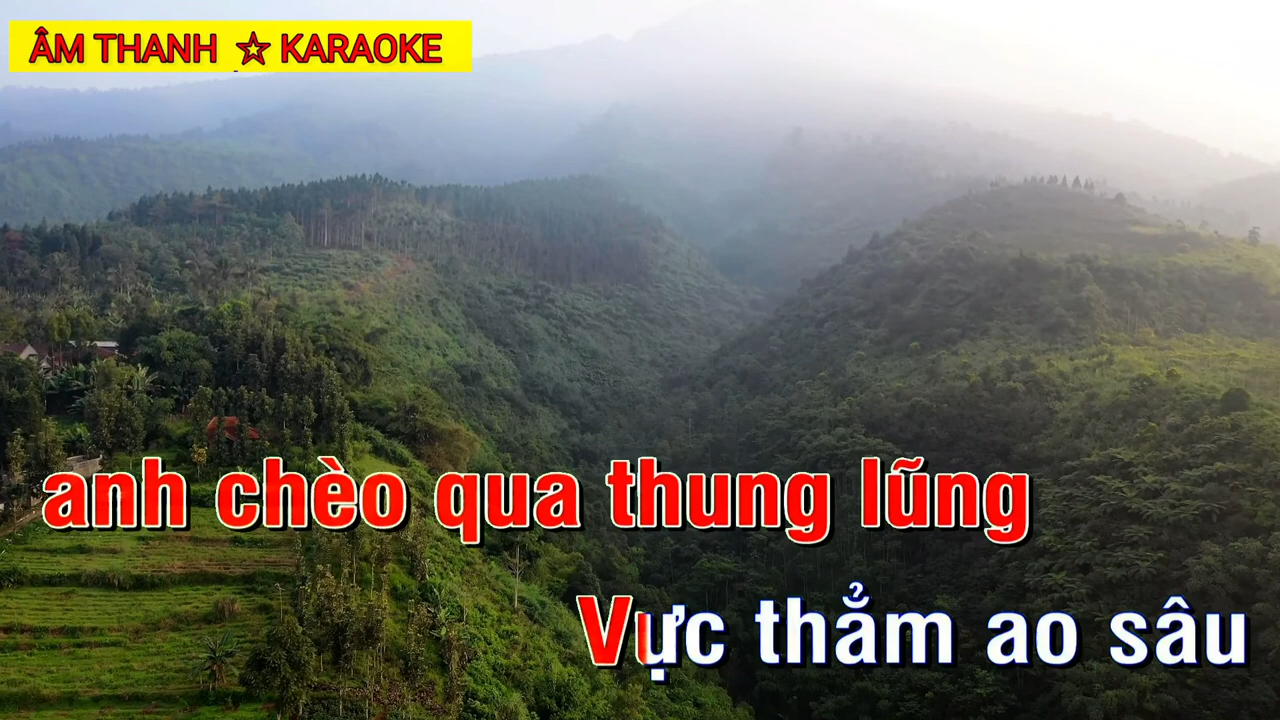 ÂM THANH ☆ KARAOKE
anh chèo qua thung lũng
Vực thẳm ao sâu